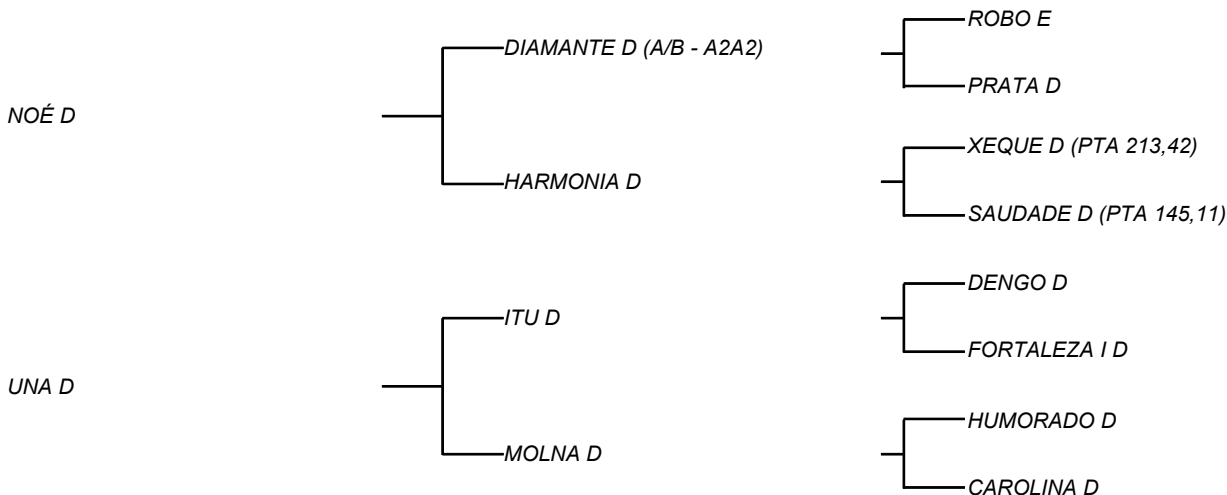 ROBO E
DIAMANTE D (A/B - A2A2)
PRATA D
NOÉ D
XEQUE D (PTA 213,42)
HARMONIA D
SAUDADE D (PTA 145,11)
DENGO D
ITU D
FORTALEZA I D
UNA D
HUMORADO D
MOLNA D
CAROLINA D